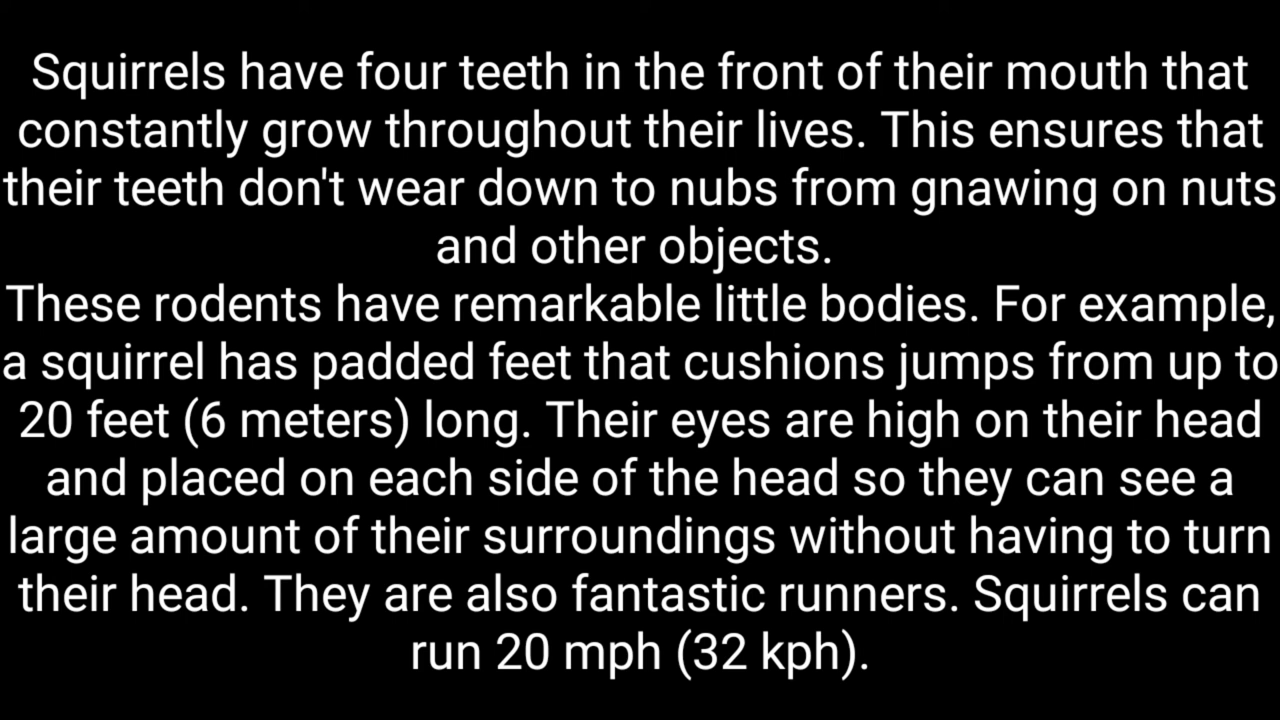 Squirrels have four teeth in the front of their mouth that
constantly grow throughout their lives. This ensures that
their teeth don't wear down to nubs from gnawing on nuts
and other objects.
These rodents have remarkable little bodies. For example,
a squirrel has padded feet that cushions jumps from up to
20 feet (6 meters) long. Their eyes are high on their head
and placed on each side of the head so they can see a
large amount of their surroundings without having to turn
their head. They are also fantastic runners. Squirrels can
run 20 mph (32 kph).